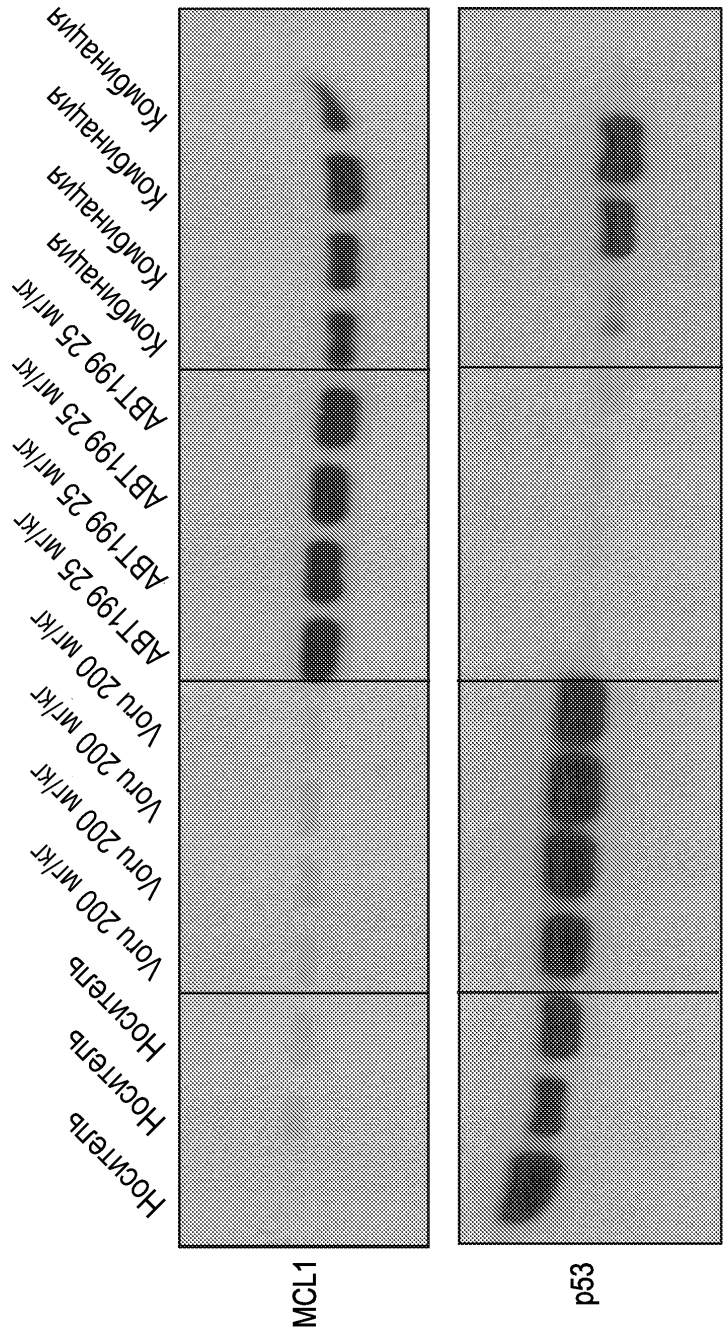 Носитель
Носитель
Носитель
Voru 200 мг/кг
Voru 200 мг/кг
Voru 200 мг/кг
Voru 200 мг/кг
ABT199 25 мг/кг
ABT199 25 мг/кг
ABT199 25 мг/кг
ABT199 25 мг/кг
Комбинация
Комбинация
Комбинация
Комбинация
MCL1
p53